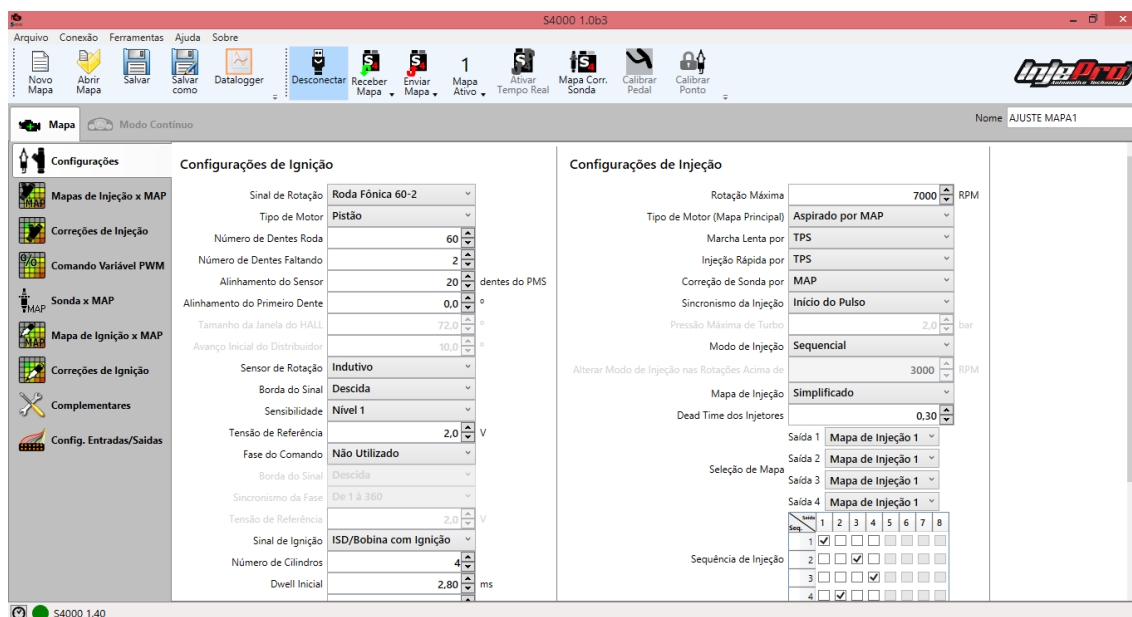 S4000 1.0b3
Arquivo Conexão Ferramentas Ajuda Sobre
Novo Mapa
Abrir Mapa
Salvar
Salvar como
Datalogger
Desconectar
Receber Mapa
Enviar Mapa
1 Mapa Ativo
Ativar Tempo Real
Mapa Corr. Sonda
Calibrar Pedal
Calibrar Ponto
InjePro
Automotive Technology
Mapa
Modo Contínuo
Nome AJUSTE MAPA1
Configurações
Mapas de Injeção x MAP
Correções de Injeção
Comando Variável PWM
Sonda x MAP
Mapa de Ignição x MAP
Correções de Ignição
Complementares
Config. Entradas/Saidas
Configurações de Ignição
Sinal de Rotação Roda Fônica 60-2
Tipo de Motor Pistão
Número de Dentes Roda 60
Número de Dentes Faltando 2
Alinhamento do Sensor 20 dentes do PMS
Alinhamento do Primeiro Dente 0,0 °
Tamanho da Janela do HALL 72,0 °
Avanço Inicial do Distribuidor 10,0 °
Sensor de Rotação Indutivo
Borda do Sinal Descida
Sensibilidade Nível 1
Tensão de Referência 2,0 V
Fase do Comando Não Utilizado
Borda do Sinal Descida
Sincronismo da Fase De 1 à 360
Tensão de Referência 2,0 V
Sinal de Ignição ISD/Bobina com Ignição
Número de Cilindros 4
Dwell Inicial 2,80 ms
Configurações de Injeção
Rotação Máxima 7000 RPM
Tipo de Motor (Mapa Principal) Aspirado por MAP
Marcha Lenta por TPS
Injeção Rápida por TPS
Correção de Sonda por MAP
Sincronismo da Injeção Início do Pulso
Pressão Máxima de Turbo 2,0 bar
Modo de Injeção Sequencial
Alterar Modo de Injeção nas Rotações Acima de 3000 RPM
Mapa de Injeção Simplificado
Dead Time dos Injetores 0,30
Seleção de Mapa
Saída 1 Mapa de Injeção 1
Saída 2 Mapa de Injeção 1
Saída 3 Mapa de Injeção 1
Saída 4 Mapa de Injeção 1
Sequência de Injeção
Seq. Saída 1 2 3 4 5 6 7 8
1
2
3
4
S4000 1.40